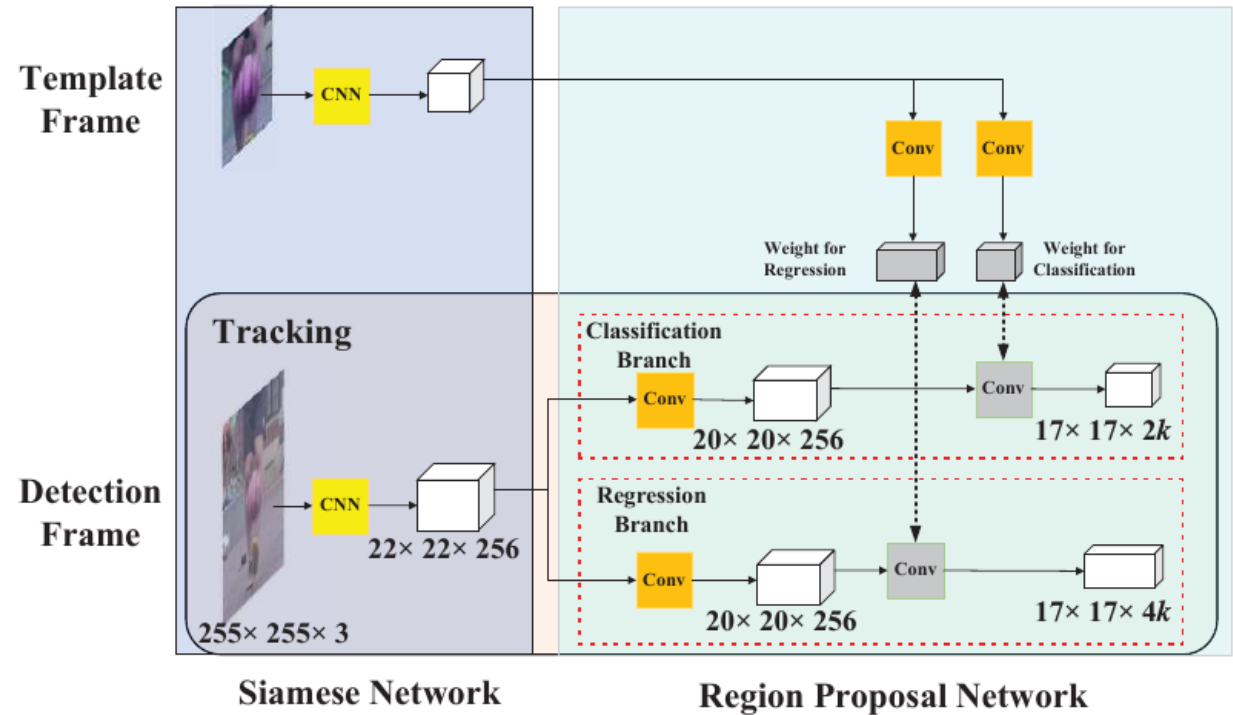 Template
Frame
CNN
Conv
Conv
Weight for
Regression
Weight for
Classification
Tracking
Classification
Branch
Conv
20× 20× 256
Conv
17× 17× 2k
Detection
Frame
CNN
22× 22× 256
255× 255× 3
Regression
Branch
Conv
20× 20× 256
Conv
17× 17× 4k
Siamese Network
Region Proposal Network